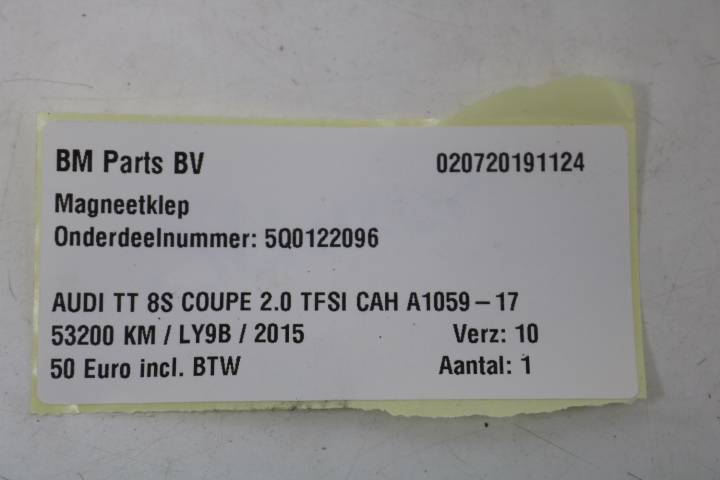 BM Parts BV 020720191124
Magneetklep
Onderdeelnummer: 5Q0122096
AUDI TT 8S COUPE 2.0 TFSI CAH A1059 – 17
53200 KM / LY9B / 2015 Verz: 10
50 Euro incl. BTW Aantal: 1